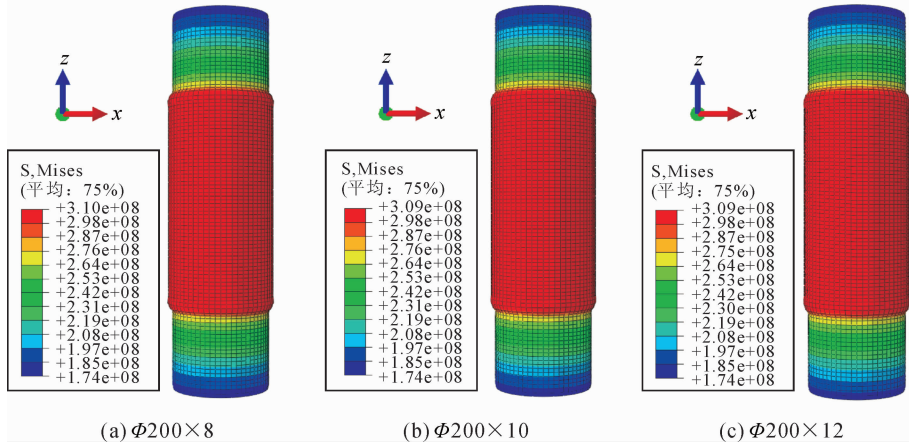 z
x
S,Mises
(平均: 75%)
+3.10e+08
+2.98e+08
+2.87e+08
+2.76e+08
+2.64e+08
+2.53e+08
+2.42e+08
+2.31e+08
+2.19e+08
+2.08e+08
+1.97e+08
+1.85e+08
+1.74e+08
(a) Φ200×8
z
x
S,Mises
(平均: 75%)
+3.09e+08
+2.98e+08
+2.87e+08
+2.76e+08
+2.64e+08
+2.53e+08
+2.42e+08
+2.31e+08
+2.19e+08
+2.08e+08
+1.97e+08
+1.85e+08
+1.74e+08
(b) Φ200×10
z
x
S,Mises
(平均: 75%)
+3.09e+08
+2.98e+08
+2.87e+08
+2.75e+08
+2.64e+08
+2.53e+08
+2.42e+08
+2.30e+08
+2.19e+08
+2.08e+08
+1.97e+08
+1.85e+08
+1.74e+08
(c) Φ200×12